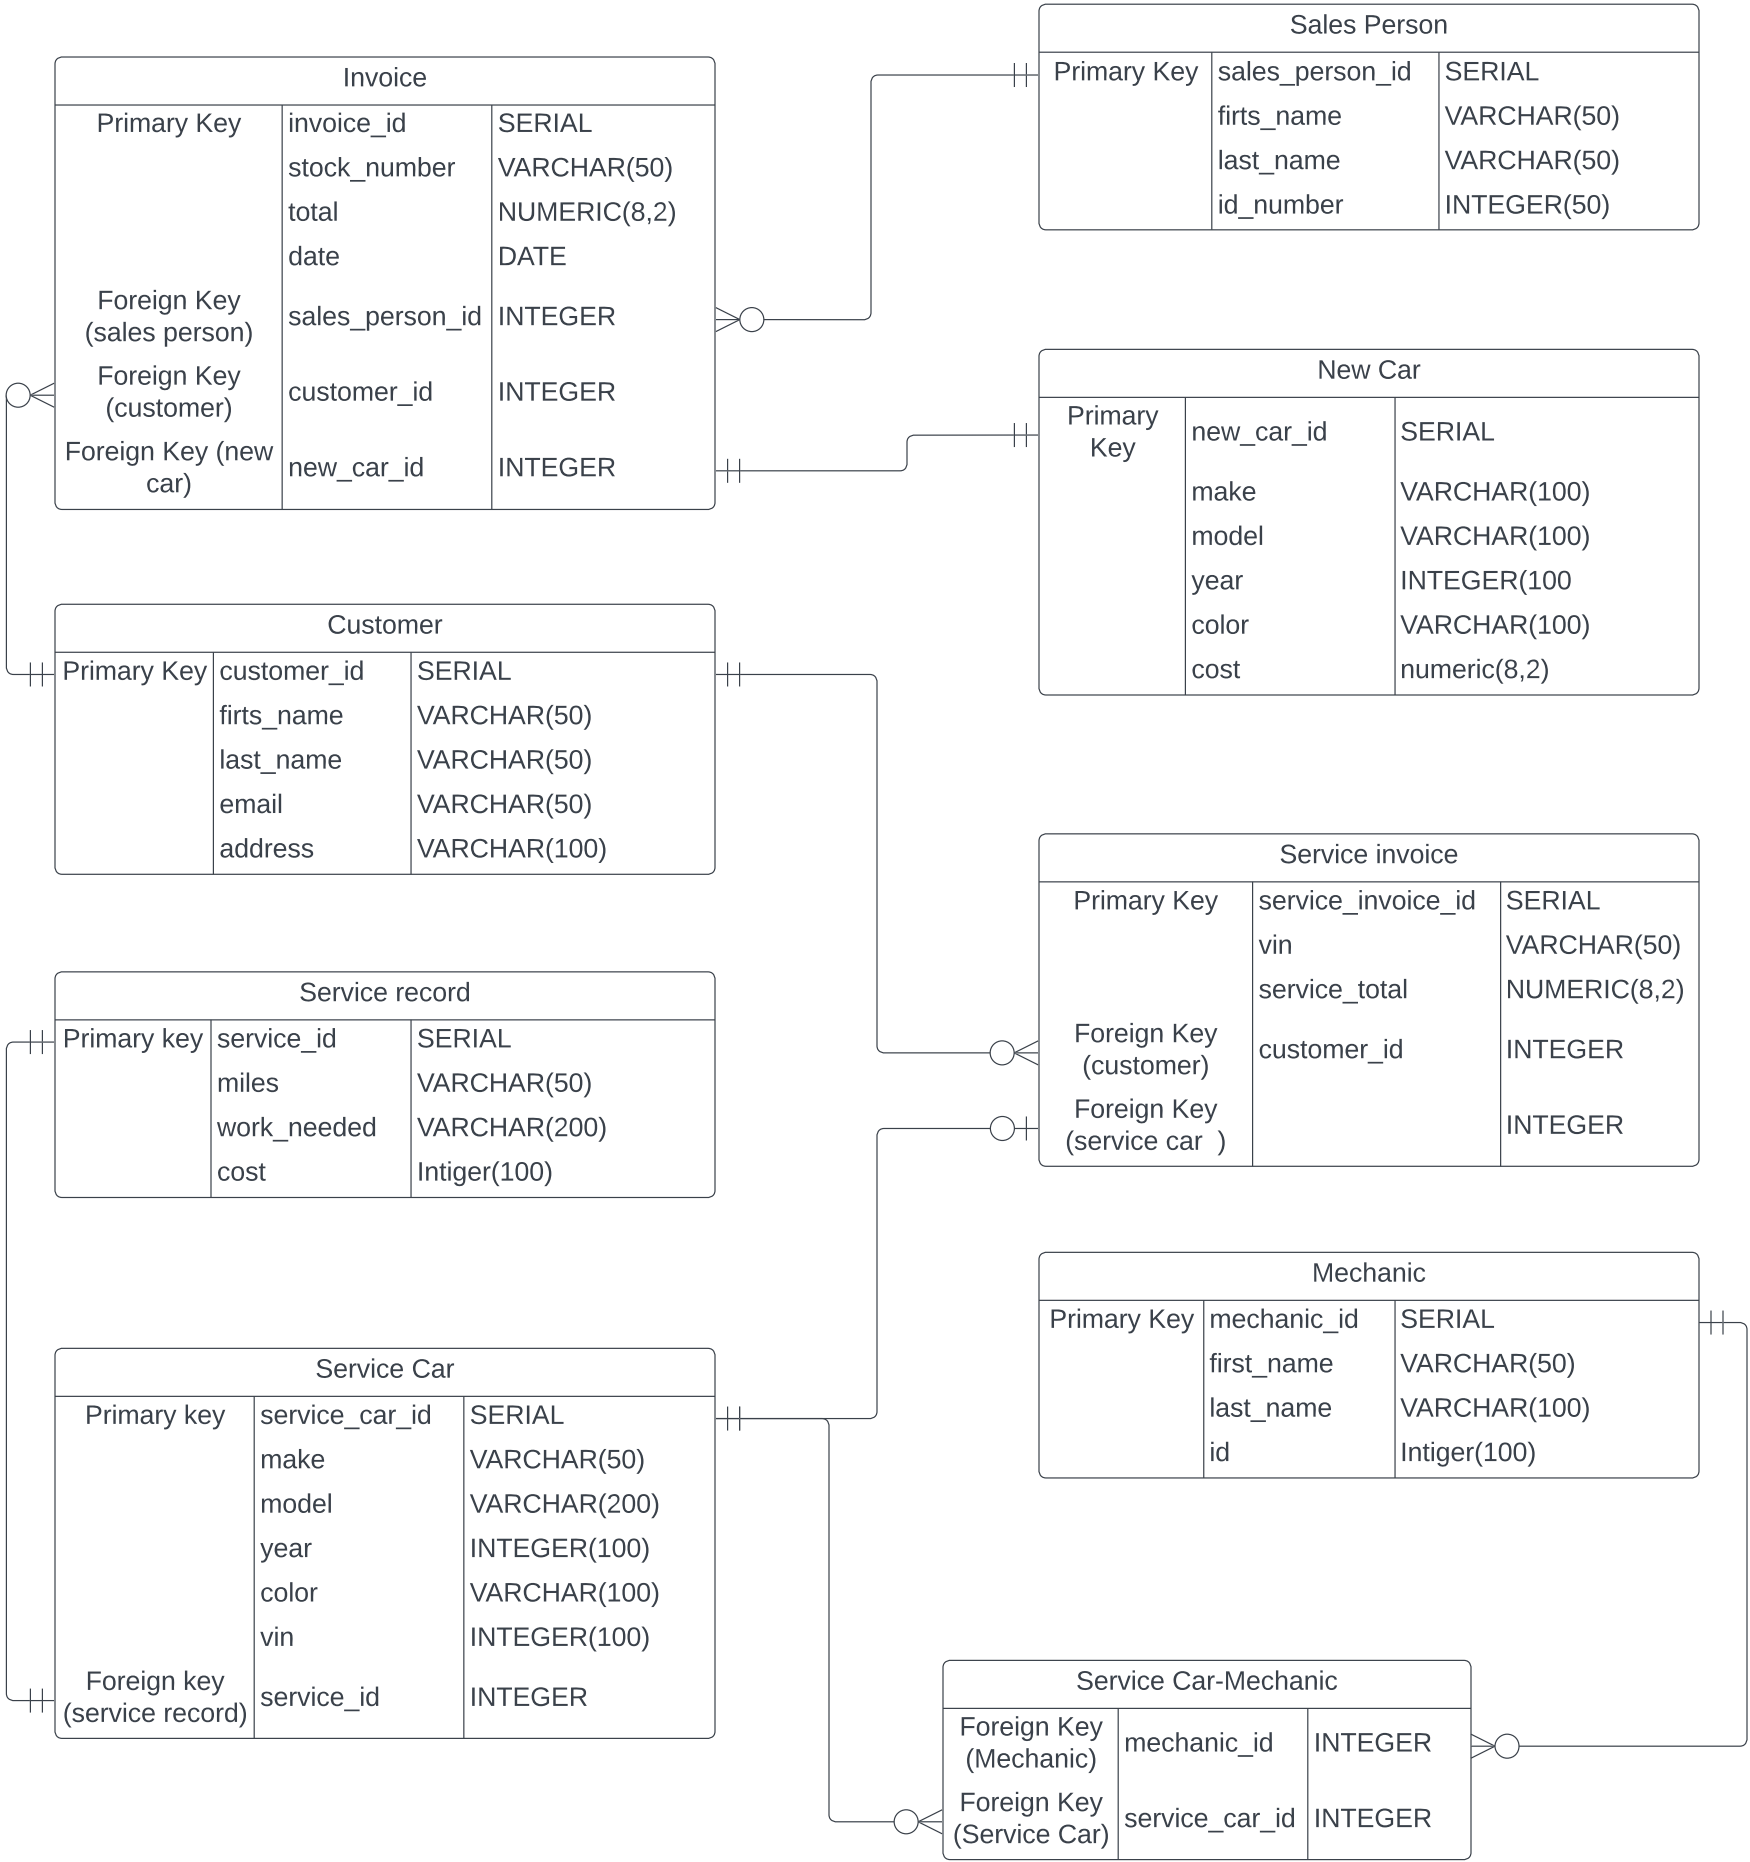 Sales Person
Primary Key sales_person_id SERIAL
firts_name VARCHAR(50)
last_name VARCHAR(50)
id_number INTEGER(50)
Invoice
Primary Key invoice_id SERIAL
stock_number VARCHAR(50)
total NUMERIC(8,2)
date DATE
Foreign Key
(sales person) sales_person_id INTEGER
Foreign Key
(customer) customer_id INTEGER
Foreign Key (new
car) new_car_id INTEGER
New Car
Primary
Key new_car_id SERIAL
make VARCHAR(100)
model VARCHAR(100)
year INTEGER(100
color VARCHAR(100)
cost numeric(8,2)
Customer
Primary Key customer_id SERIAL
firts_name VARCHAR(50)
last_name VARCHAR(50)
email VARCHAR(50)
address VARCHAR(100)
Service invoice
Primary Key service_invoice_id SERIAL
vin VARCHAR(50)
service_total NUMERIC(8,2)
Foreign Key
(customer) customer_id INTEGER
Foreign Key
(service car ) INTEGER
Service record
Primary key service_id SERIAL
miles VARCHAR(50)
work_needed VARCHAR(200)
cost Intiger(100)
Mechanic
Primary Key mechanic_id SERIAL
first_name VARCHAR(50)
last_name VARCHAR(100)
id Intiger(100)
Service Car
Primary key service_car_id SERIAL
make VARCHAR(50)
model VARCHAR(200)
year INTEGER(100)
color VARCHAR(100)
vin INTEGER(100)
Foreign key
(service record) service_id INTEGER
Service Car-Mechanic
Foreign Key
(Mechanic) mechanic_id INTEGER
Foreign Key
(Service Car) service_car_id INTEGER